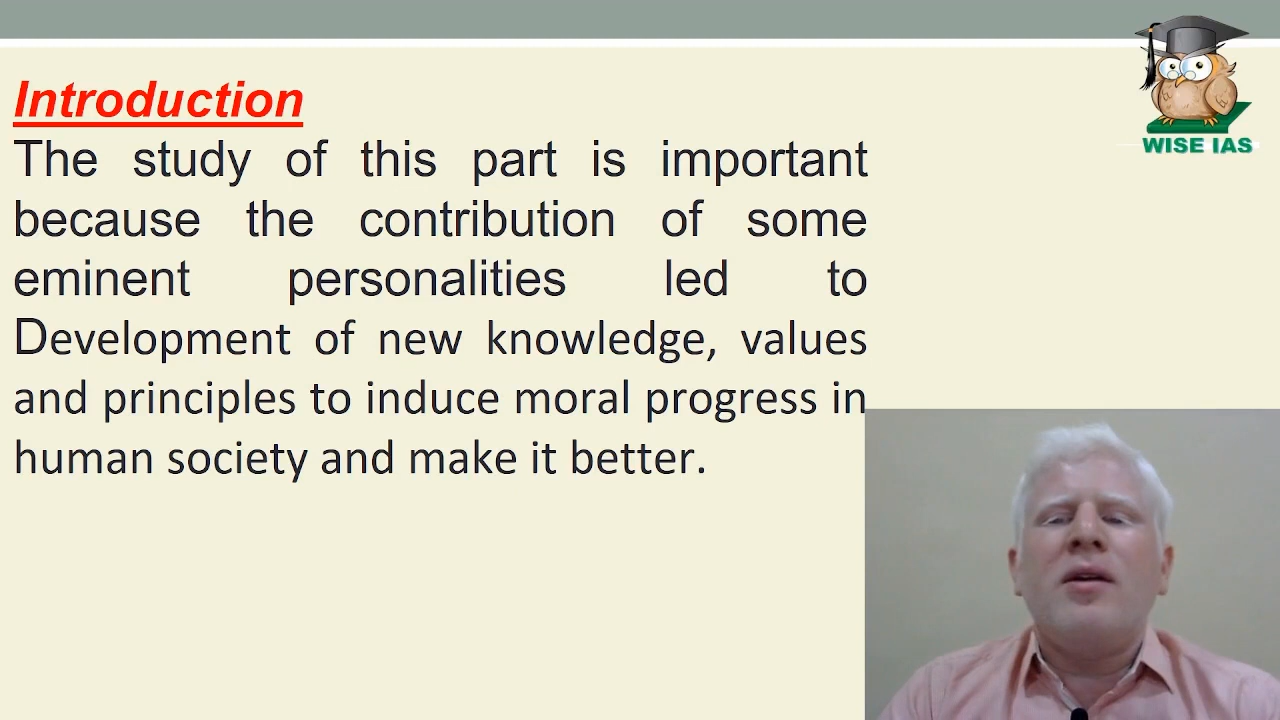 Introduction
The study of this part is important
because the contribution of some
eminent personalities led to
Development of new knowledge, values
and principles to induce moral progress in
human society and make it better.
WISE IAS